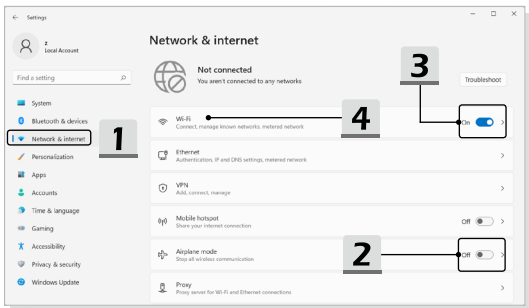 Settings
z
Local Account
Find a setting
System
Bluetooth & devices
Network & internet
Personalization
Apps
Accounts
Time & language
Gaming
Accessibility
Privacy & security
Windows Update
1
Network & internet
Not connected
You aren't connected to any networks
Troubleshoot
3
Wi-Fi
Connect, manage known networks, metered network
4
On
Ethernet
Authentication, IP and DNS settings, metered network
VPN
Add, connect, manage
Mobile hotspot
Share your internet connection
Off
Airplane mode
Stop all wireless communication
2
Off
Proxy
Proxy server for Wi-Fi and Ethernet connections